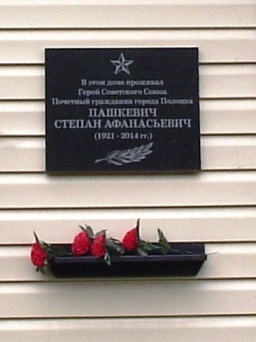 В этом доме проживал
Герой Советского Союза
Почетный гражданин города Полоцка
ПАШКЕВИЧ
СТЕПАН АФАНАСЬЕВИЧ
(1921 - 2014 гг.)